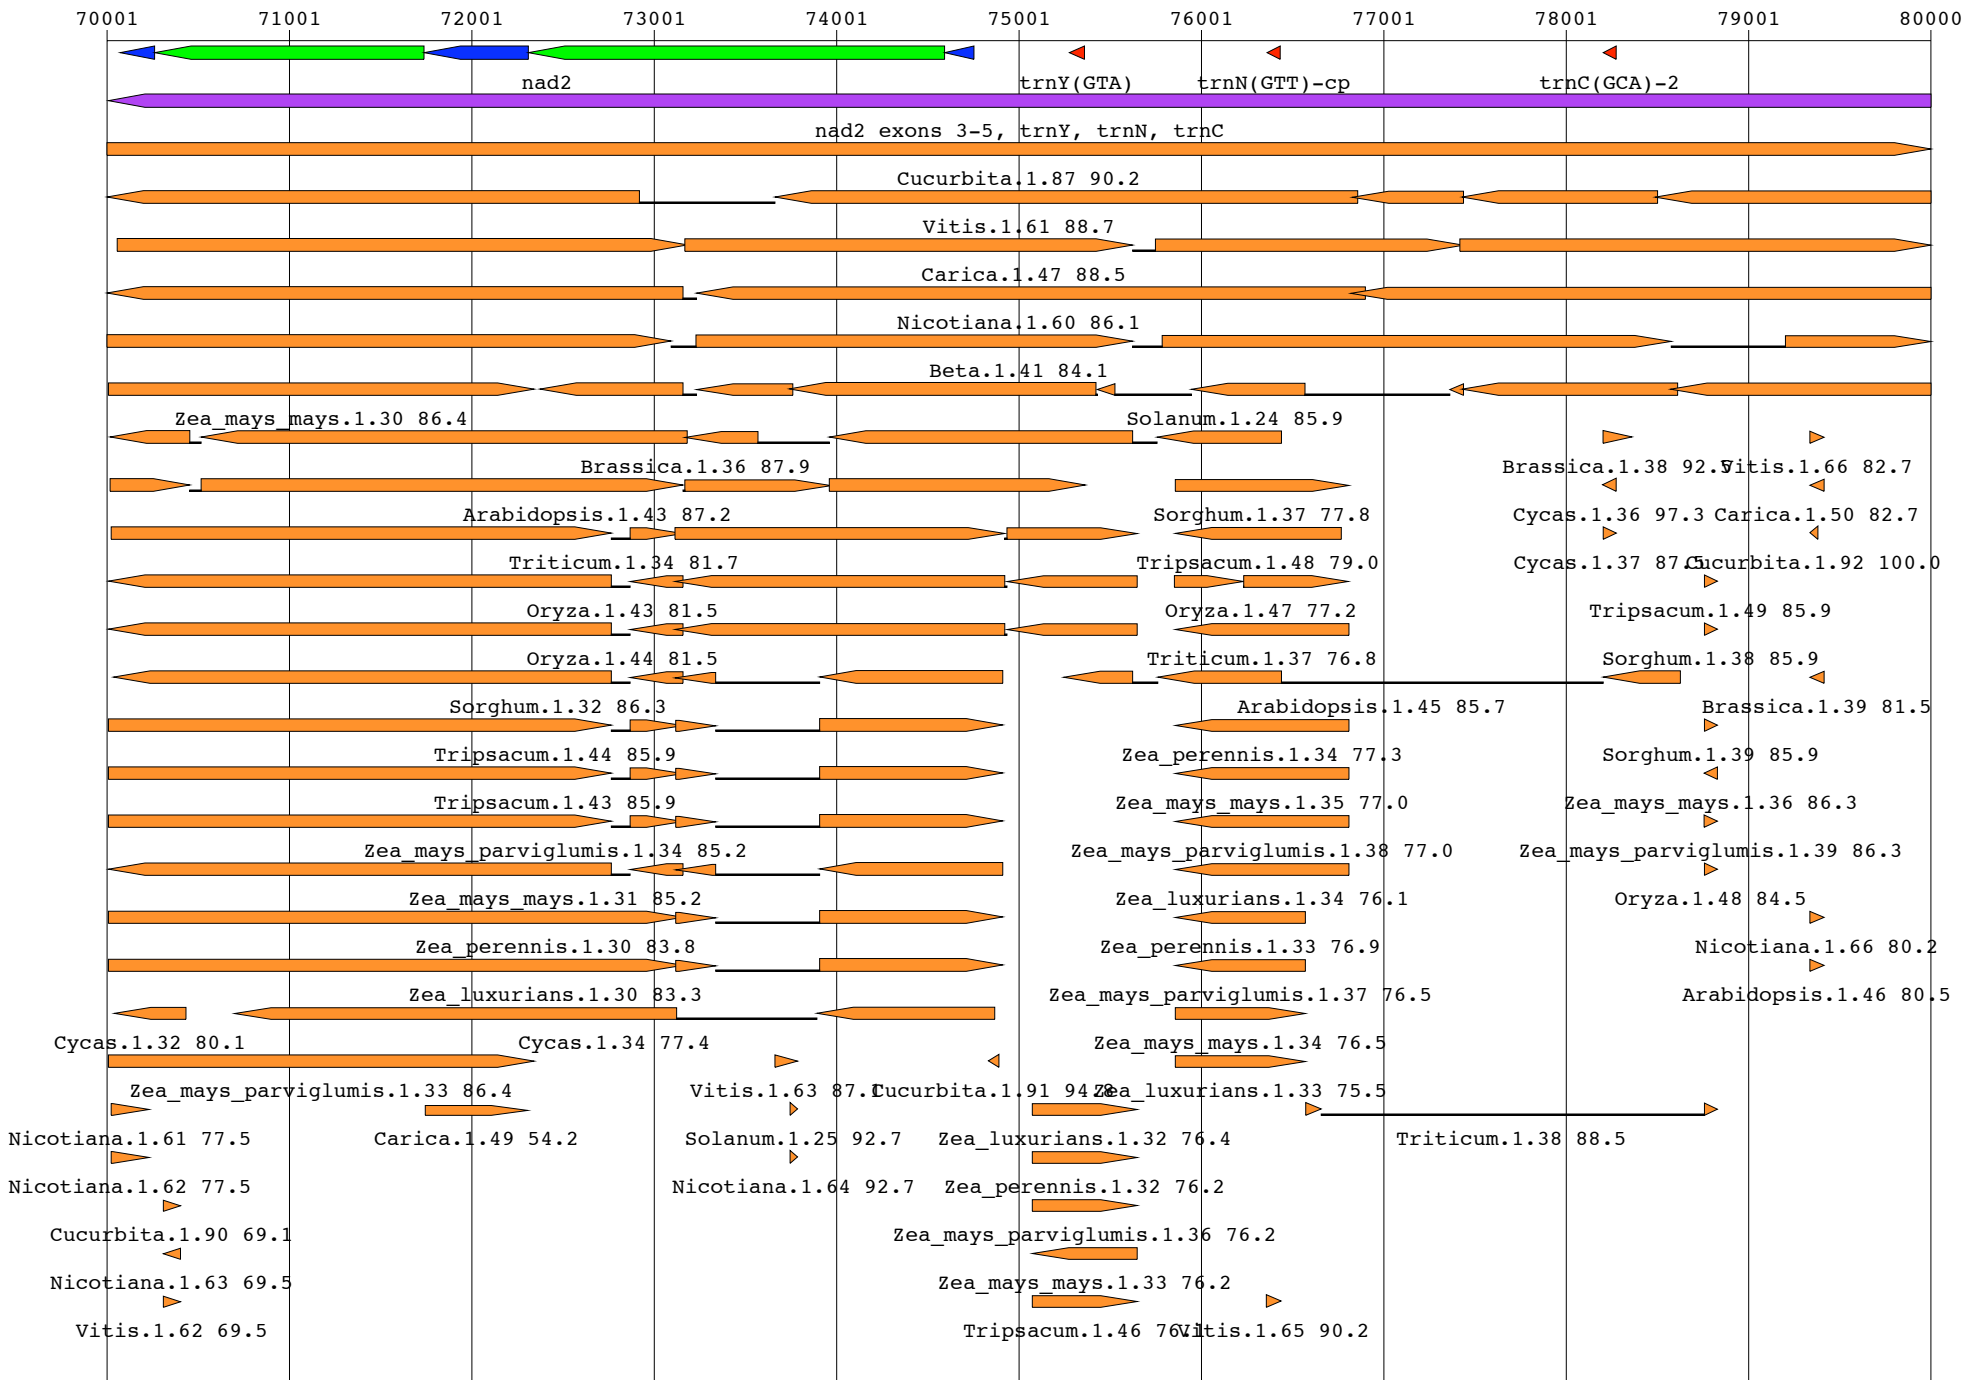 70001 71001 72001 73001 74001 75001 76001 77001 78001 79001 80000
nad2 trnY(GTA) trnN(GTT)-cp trnC(GCA)-2
nad2 exons 3-5, trnY, trnN, trnC
Cucurbita.1.87 90.2
Vitis.1.61 88.7
Carica.1.47 88.5
Nicotiana.1.60 86.1
Beta.1.41 84.1
Zea_mays_mays.1.30 86.4 Solanum.1.24 85.9
Brassica.1.36 87.9 Brassica.1.38 92.5 Vitis.1.66 82.7
Arabidopsis.1.43 87.2 Sorghum.1.37 77.8 Cycas.1.36 97.3 Carica.1.50 82.7
Triticum.1.34 81.7 Tripsacum.1.48 79.0 Cycas.1.37 87.5 Cucurbita.1.92 100.0
Oryza.1.43 81.5 Oryza.1.47 77.2 Tripsacum.1.49 85.9
Oryza.1.44 81.5 Triticum.1.37 76.8 Sorghum.1.38 85.9
Sorghum.1.32 86.3 Arabidopsis.1.45 85.7 Brassica.1.39 81.5
Tripsacum.1.44 85.9 Zea_perennis.1.34 77.3 Sorghum.1.39 85.9
Tripsacum.1.43 85.9 Zea_mays_mays.1.35 77.0 Zea_mays_mays.1.36 86.3
Zea_mays_parviglumis.1.34 85.2 Zea_mays_parviglumis.1.38 77.0 Zea_mays_parviglumis.1.39 86.3
Zea_mays_mays.1.31 85.2 Zea_luxurians.1.34 76.1 Oryza.1.48 84.5
Zea_perennis.1.30 83.8 Zea_perennis.1.33 76.9 Nicotiana.1.66 80.2
Zea_luxurians.1.30 83.3 Zea_mays_parviglumis.1.37 76.5 Arabidopsis.1.46 80.5
Cycas.1.32 80.1 Cycas.1.34 77.4 Zea_mays_mays.1.34 76.5
Zea_mays_parviglumis.1.33 86.4 Vitis.1.63 87.1 Cucurbita.1.91 94.8 Zea_luxurians.1.33 75.5
Nicotiana.1.61 77.5 Carica.1.49 54.2 Solanum.1.25 92.7 Zea_luxurians.1.32 76.4 Triticum.1.38 88.5
Nicotiana.1.62 77.5 Nicotiana.1.64 92.7 Zea_perennis.1.32 76.2
Cucurbita.1.90 69.1 Zea_mays_parviglumis.1.36 76.2
Nicotiana.1.63 69.5 Zea_mays_mays.1.33 76.2
Vitis.1.62 69.5 Tripsacum.1.46 76.1 Vitis.1.65 90.2